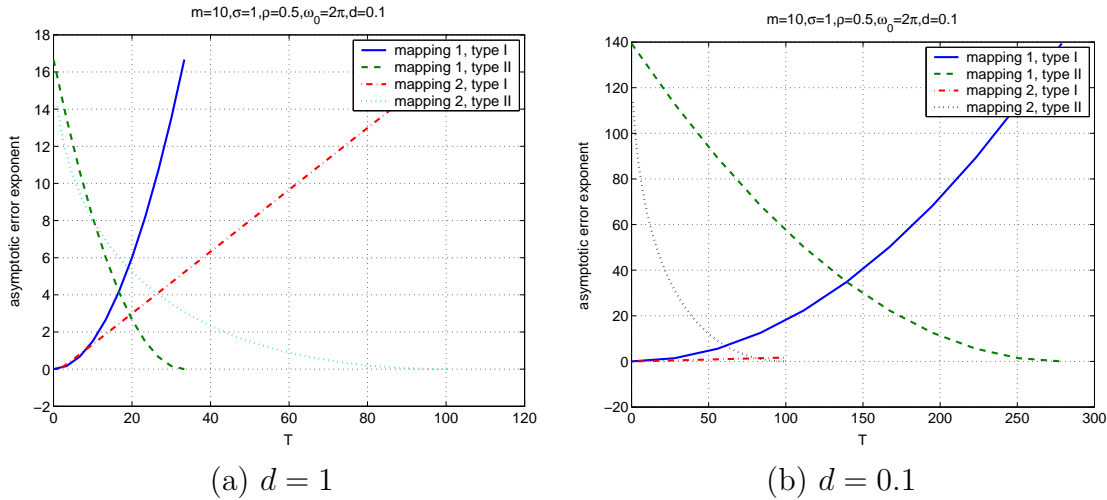 m=10,σ=1,ρ=0.5,ω₀=2π,d=0.1
asymptotic error exponent
18
16
14
12
10
8
6
4
2
0
−2
mapping 1, type I
mapping 1, type II
mapping 2, type I
mapping 2, type II
0 20 40 60 80 100 120
T
(a) d = 1
m=10,σ=1,ρ=0.5,ω₀=2π,d=0.1
asymptotic error exponent
140
120
100
80
60
40
20
0
−20
mapping 1, type I
mapping 1, type II
mapping 2, type I
mapping 2, type II
0 50 100 150 200 250 300
T
(b) d = 0.1